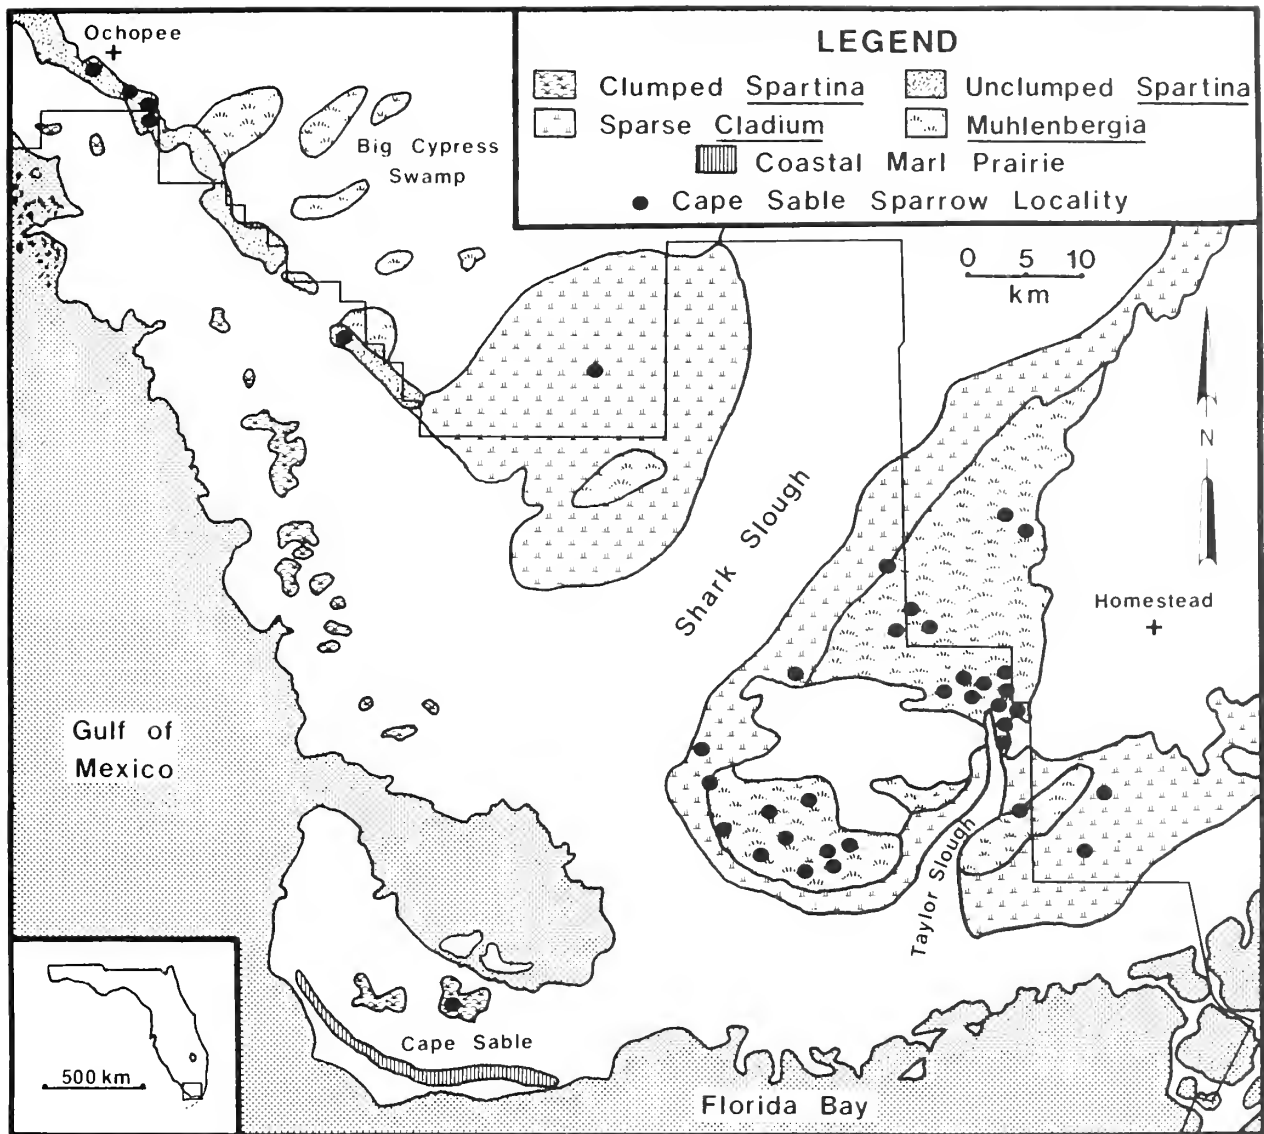 Ochopee
LEGEND
Clumped Spartina
Unclumped Spartina
Sparse Cladium
Muhlenbergia
Coastal Marl Prairie
Cape Sable Sparrow Locality
Big Cypress
Swamp
0 5 10
km
N
Shark Slough
Homestead
Gulf of
Mexico
Taylor Slough
Cape Sable
500 km
Florida Bay